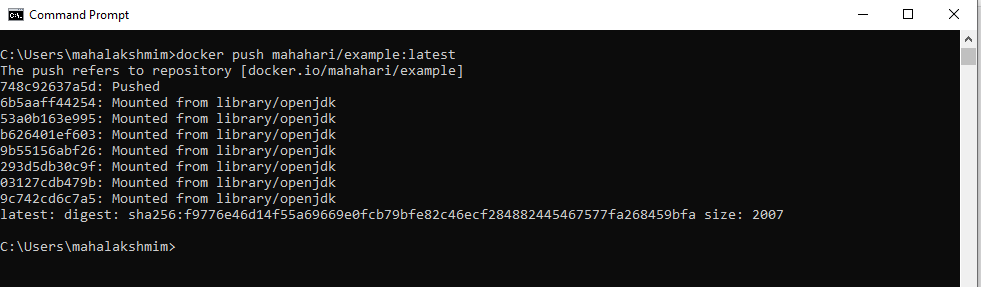 Command Prompt
C:\Users\mahalakshmim>docker push mahahari/example:latest
The push refers to repository [docker.io/mahahari/example]
748c92637a5d: Pushed
6b5aaff44254: Mounted from library/openjdk
53a0b163e995: Mounted from library/openjdk
b626401ef603: Mounted from library/openjdk
9b55156abf26: Mounted from library/openjdk
293d5db30c9f: Mounted from library/openjdk
03127cdb479b: Mounted from library/openjdk
9c742cd6c7a5: Mounted from library/openjdk
latest: digest: sha256:f9776e46d14f55a69669e0fcb79bfe82c46ecf284882445467577fa268459bfa size: 2007
C:\Users\mahalakshmim>